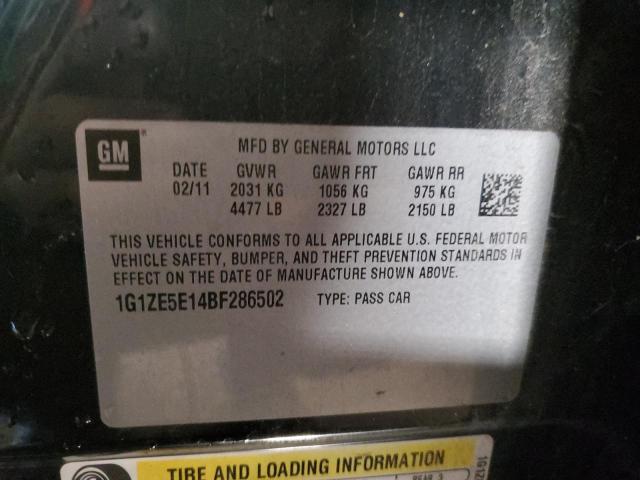 GM
MFD BY GENERAL MOTORS LLC
DATE GVWR GAWR FRT GAWR RR
02/11 2031 KG 1056 KG 975 KG
4477 LB 2327 LB 2150 LB
THIS VEHICLE CONFORMS TO ALL APPLICABLE U.S. FEDERAL MOTOR
VEHICLE SAFETY, BUMPER, AND THEFT PREVENTION STANDARDS IN
EFFECT ON THE DATE OF MANUFACTURE SHOWN ABOVE.
1G1ZE5E14BF286502 TYPE: PASS CAR
TIRE AND LOADING INFORMATION